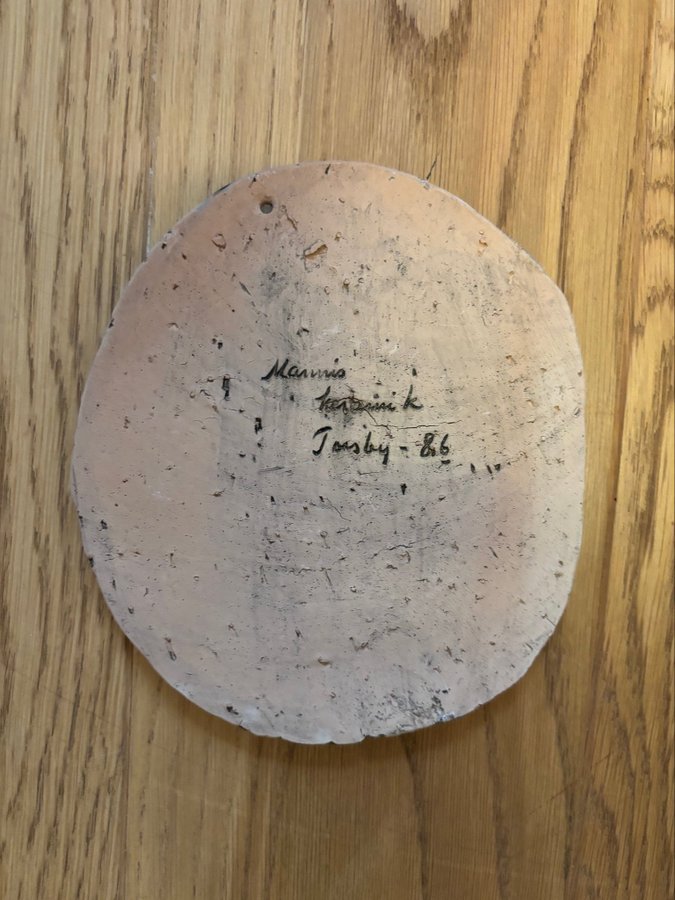 Mannis
keramik
Torsby - 86